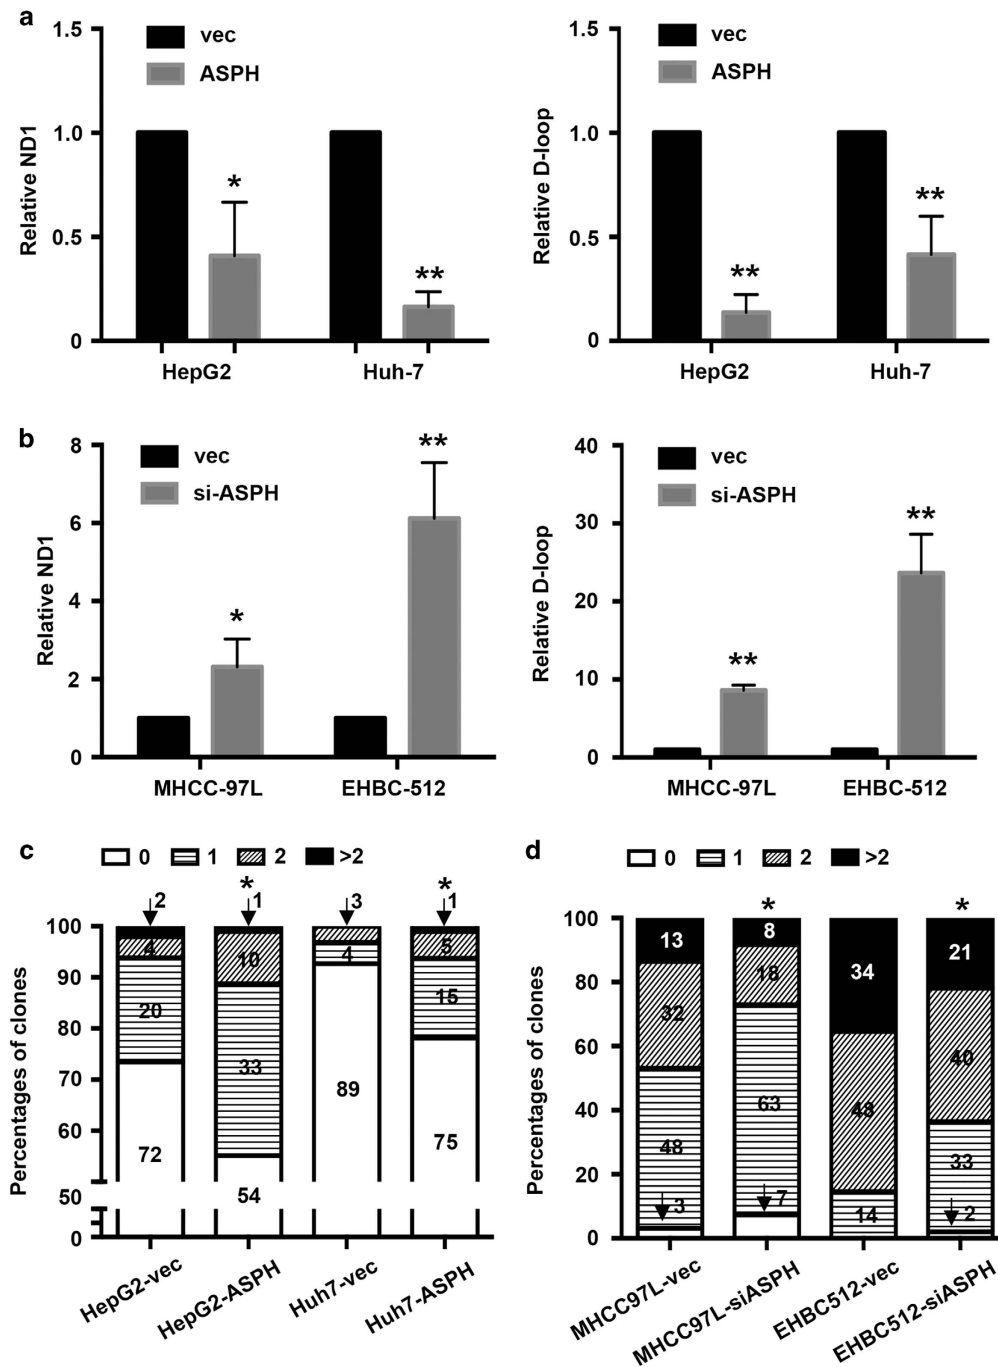 a
1.5
1.0
0.5
0
Relative ND1
vec
ASPH
*
**
HepG2
Huh-7
1.5
1.0
0.5
0
Relative D-loop
vec
ASPH
**
**
HepG2
Huh-7
b
8
6
4
2
0
Relative ND1
vec
si-ASPH
*
**
MHCC-97L
EHBC-512
40
30
20
10
0
Relative D-loop
vec
si-ASPH
**
**
MHCC-97L
EHBC-512
c
0 1 2 >2
* *
2 1 3 1
100
90
80
70
60
50
0
Percentages of clones
4
20
72
10
33
54
4
89
5
15
75
HepG2-vec
HepG2-ASPH
Huh7-vec
Huh7-ASPH
d
0 1 2 >2
* *
100
80
60
40
20
0
Percentages of clones
13
32
48
3
8
18
63
7
34
48
14
21
40
33
2
MHCC97L-vec
MHCC97L-siASPH
EHBC512-vec
EHBC512-siASPH